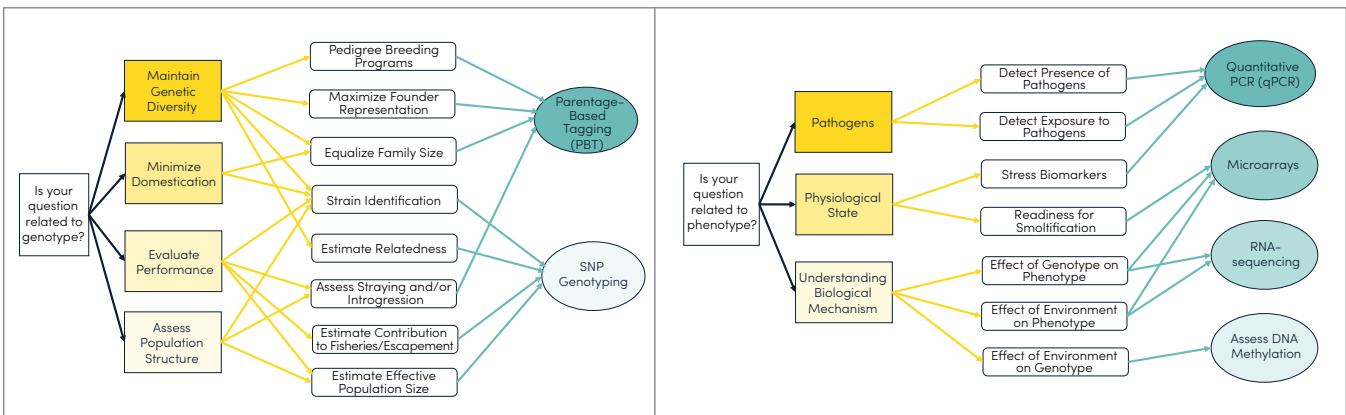 Is your
question
related to
genotype?
Maintain
Genetic
Diversity
Minimize
Domestication
Evaluate
Performance
Assess
Population
Structure
Pedigree Breeding
Programs
Maximize Founder
Representation
Equalize Family Size
Strain Identification
Estimate Relatedness
Assess Straying and/or
Introgression
Estimate Contribution
to Fisheries/Escapement
Estimate Effective
Population Size
Parentage-
Based
Tagging
(PBT)
SNP
Genotyping
Is your
question
related to
phenotype?
Pathogens
Physiological
State
Understanding
Biological
Mechanism
Detect Presence of
Pathogens
Detect Exposure to
Pathogens
Stress Biomarkers
Readiness for
Smoltification
Effect of Genotype on
Phenotype
Effect of Environment
on Phenotype
Effect of Environment
on Genotype
Quantitative
PCR (qPCR)
Microarrays
RNA-
sequencing
Assess DNA
Methylation